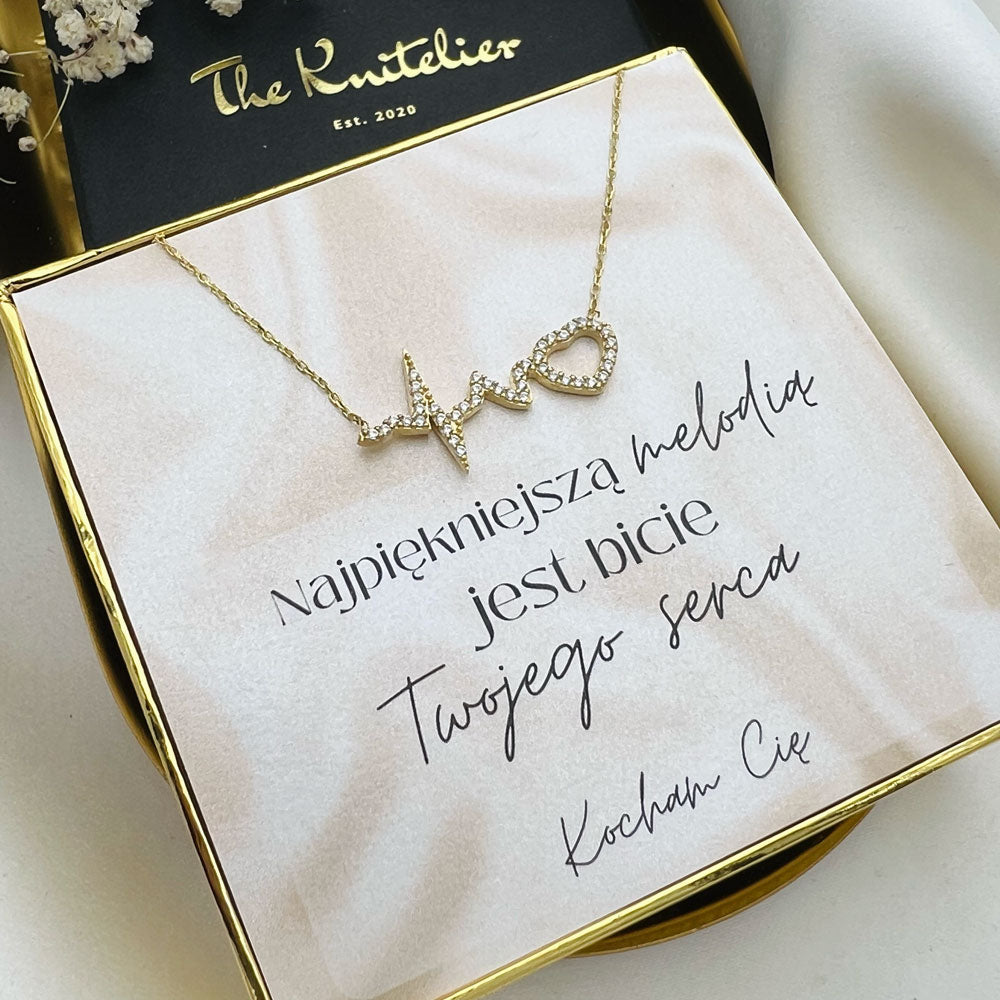 The Knitelier
Est. 2020
Najpiękniejszą melodią
jest bicie
Twojego serca
Kocham Cię